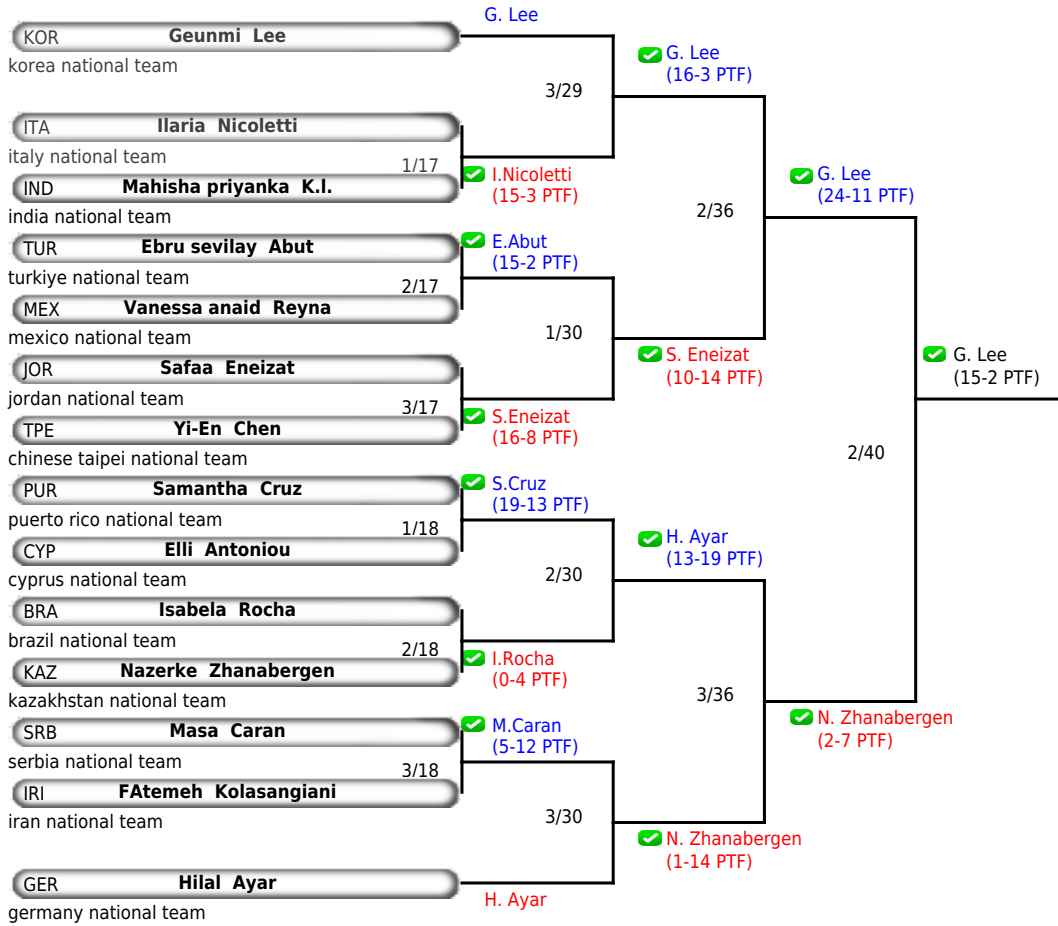 G. Lee
KOR Geunmi Lee
korea national team
G. Lee
(16-3 PTF)
3/29
ITA Ilaria Nicoletti
italy national team
1/17
I.Nicoletti
(15-3 PTF)
IND Mahisha priyanka K.l.
india national team
G. Lee
(24-11 PTF)
2/36
TUR Ebru sevilay Abut
turkiye national team
E.Abut
(15-2 PTF)
2/17
MEX Vanessa anaid Reyna
mexico national team
1/30
JOR Safaa Eneizat
jordan national team
S. Eneizat
(10-14 PTF)
G. Lee
(15-2 PTF)
3/17
S.Eneizat
(16-8 PTF)
TPE Yi-En Chen
chinese taipei national team
2/40
PUR Samantha Cruz
puerto rico national team
S.Cruz
(19-13 PTF)
1/18
CYP Elli Antoniou
cyprus national team
H. Ayar
(13-19 PTF)
2/30
BRA Isabela Rocha
brazil national team
2/18
I.Rocha
(0-4 PTF)
KAZ Nazerke Zhanabergen
kazakhstan national team
3/36
N. Zhanabergen
(2-7 PTF)
SRB Masa Caran
serbia national team
M.Caran
(5-12 PTF)
3/18
IRI FAtemeh Kolasangiani
iran national team
3/30
N. Zhanabergen
(1-14 PTF)
GER Hilal Ayar
germany national team
H. Ayar